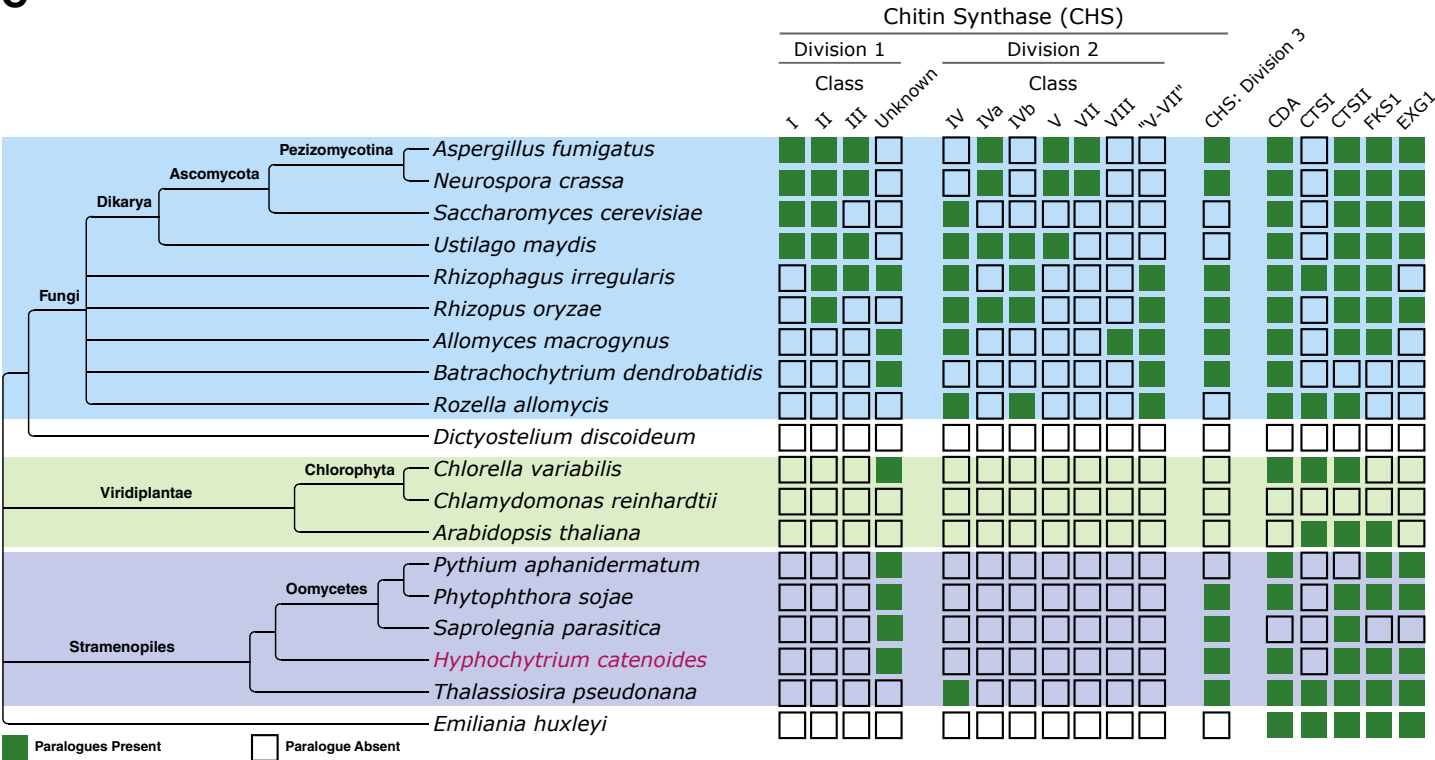 Chitin Synthase (CHS)
Division 1
Division 2
CHS: Division 3
Class
Class
I
II
III
Unknown
IV
IVa
IVb
V
VII
VIII
"V-VII"
CDA
CTSI
CTSII
FKS1
EXG1
Pezizomycotina
Aspergillus fumigatus
Ascomycota
Neurospora crassa
Dikarya
Saccharomyces cerevisiae
Ustilago maydis
Rhizophagus irregularis
Fungi
Rhizopus oryzae
Allomyces macrogynus
Batrachochytrium dendrobatidis
Rozella allomycis
Dictyostelium discoideum
Chlorophyta
Chlorella variabilis
Viridiplantae
Chlamydomonas reinhardtii
Arabidopsis thaliana
Pythium aphanidermatum
Oomycetes
Phytophthora sojae
Saprolegnia parasitica
Stramenopiles
Hyphochytrium catenoides
Thalassiosira pseudonana
Emiliania huxleyi
Paralogues Present
Paralogue Absent